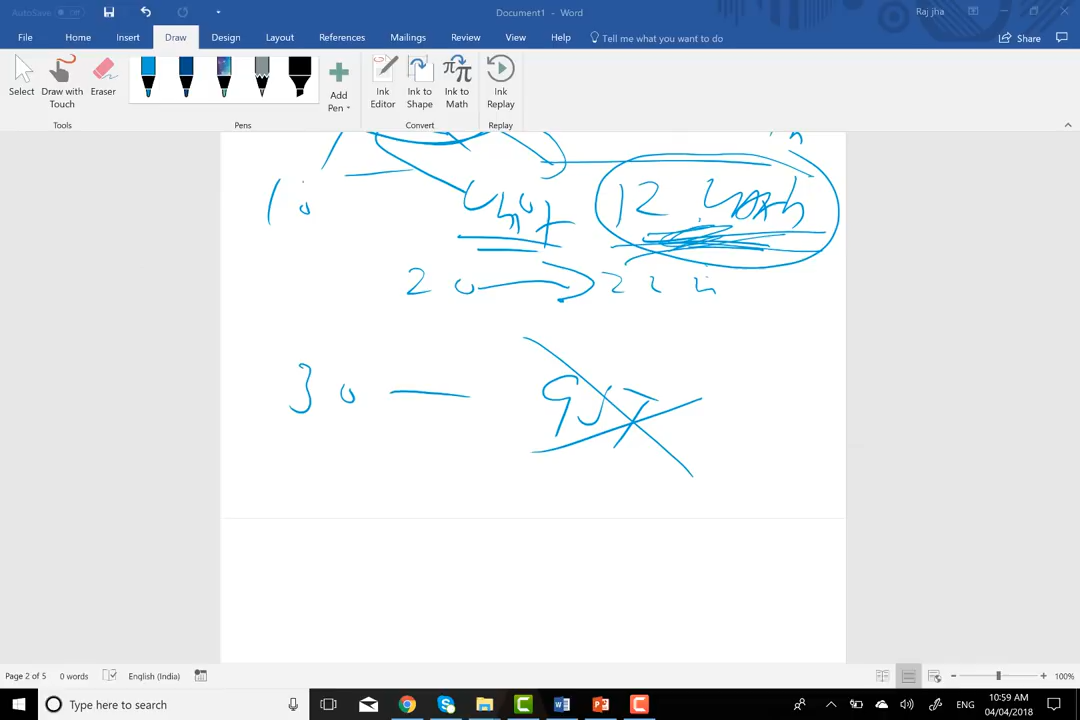 AutoSave Off
Document1 - Word
Raj jha
File Home Insert Draw Design Layout References Mailings Review View Help Tell me what you want to do
Share
Select
Draw with Touch
Eraser
Add Pen
Ink Editor
Ink to Shape
Ink to Math
Ink Replay
Tools
Pens
Convert
Replay
10
12
20
30
Page 2 of 5 0 words English (India)
100%
Type here to search
ENG
10:59 AM
04/04/2018